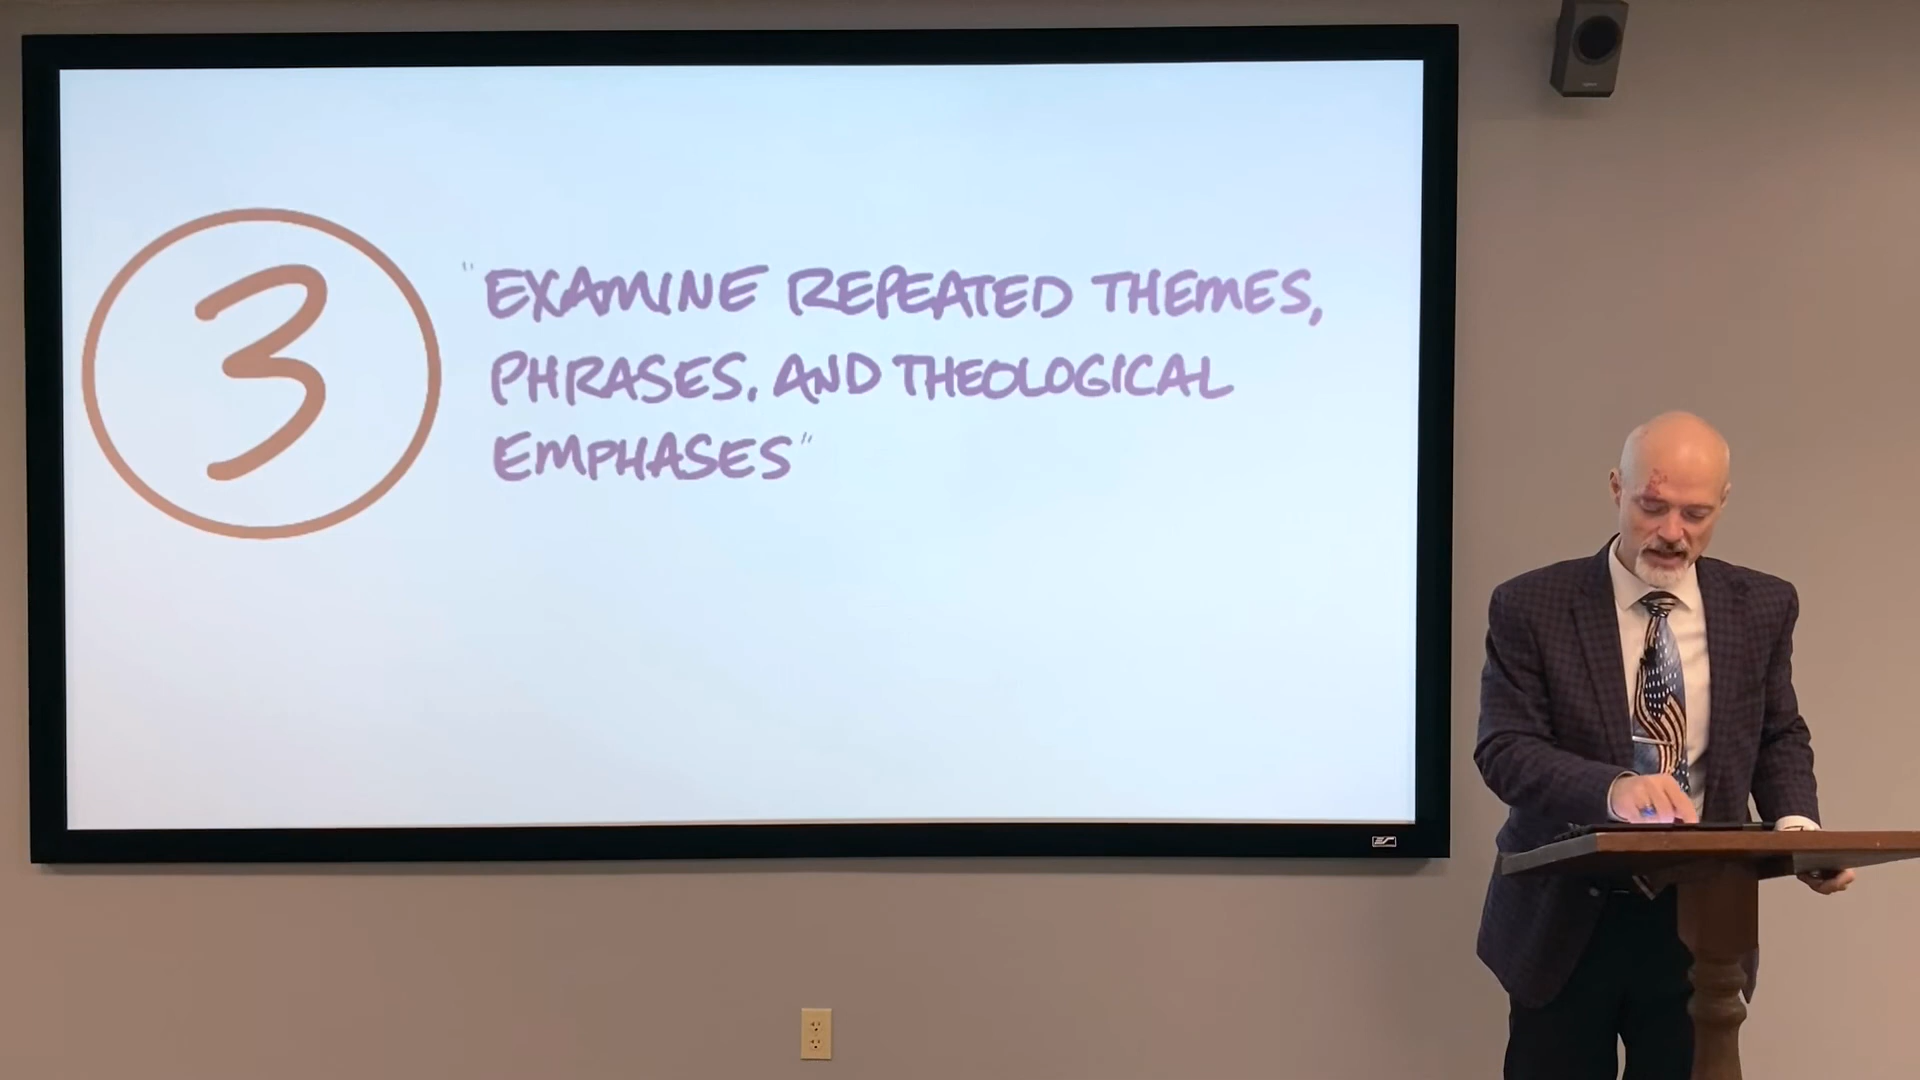 3
"EXAMINE REPEATED THEMES,
PHRASES, AND THEOLOGICAL
EMPHASES"